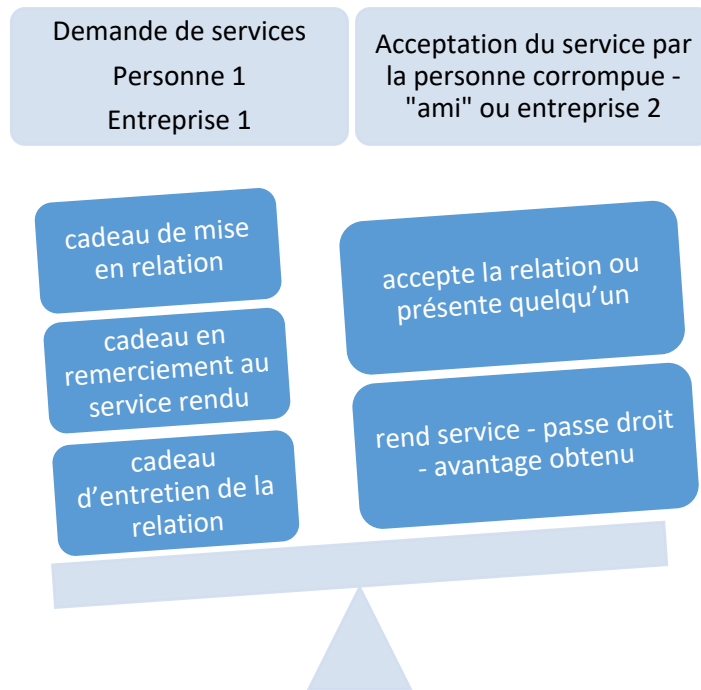 Demande de services
Personne 1
Entreprise 1
Acceptation du service par
la personne corrompue -
"ami" ou entreprise 2
cadeau de mise
en relation
cadeau en
remerciement au
service rendu
cadeau
d’entretien de la
relation
accepte la relation ou
présente quelqu’un
rend service - passe droit
- avantage obtenu